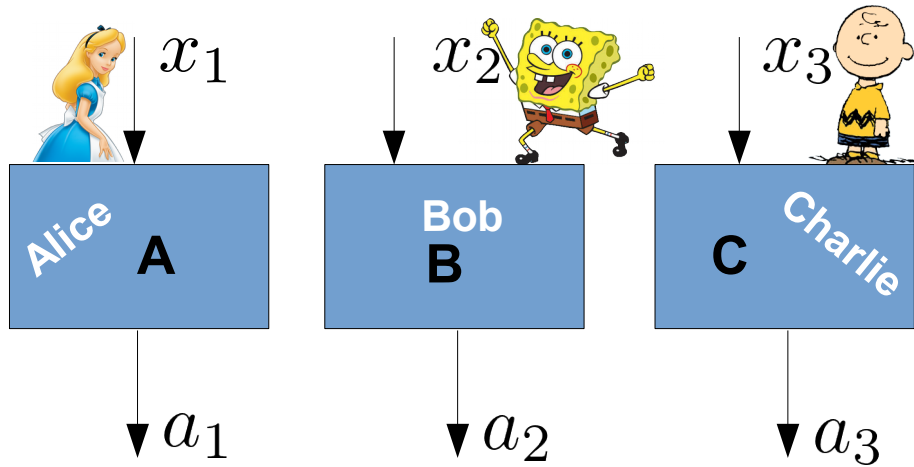 x₁ x₂ x₃
Alice Bob Charlie
A B C
a₁ a₂ a₃